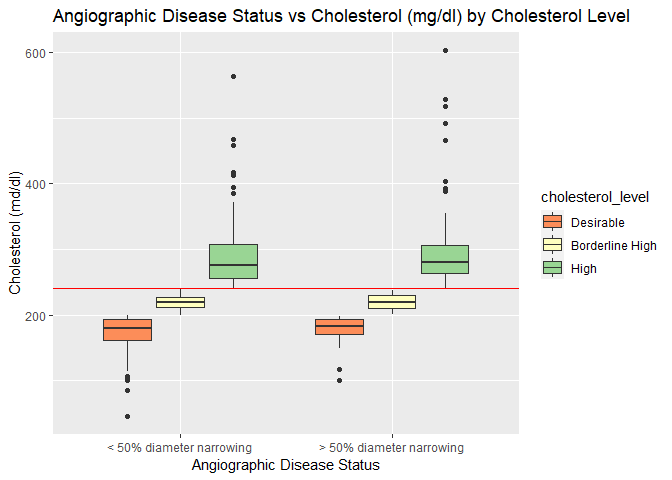 Angiographic Disease Status vs Cholesterol (mg/dl) by Cholesterol Level
600
400
200
Cholesterol (md/dl)
< 50% diameter narrowing
> 50% diameter narrowing
Angiographic Disease Status
cholesterol_level
Desirable
Borderline High
High